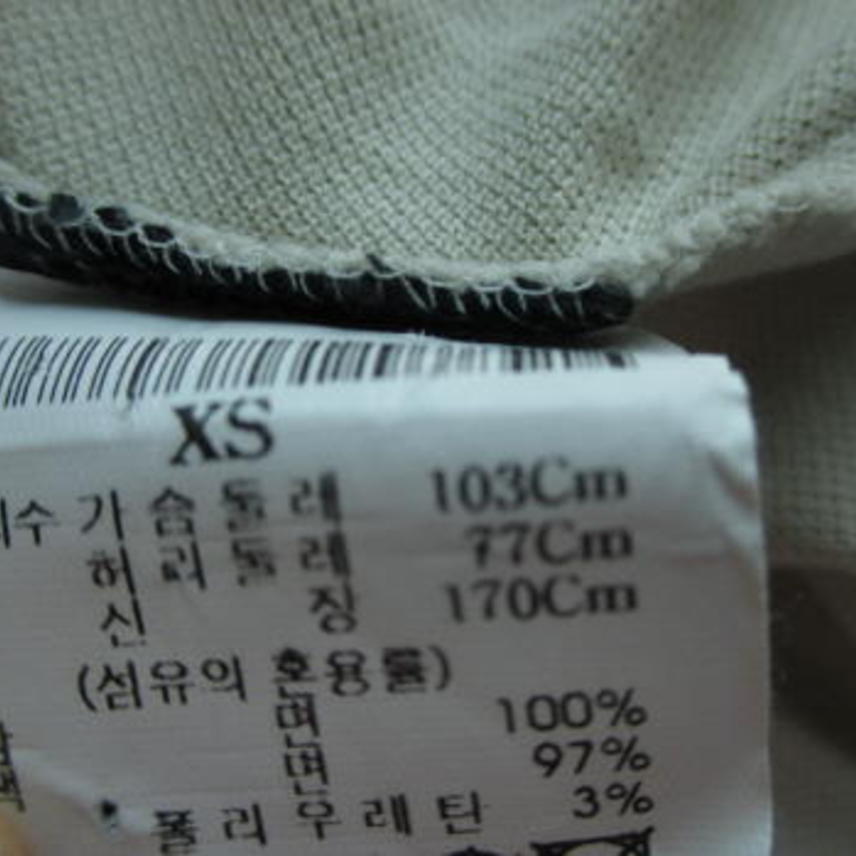 XS
치수 가슴둘레 103Cm
허리둘레 77Cm
신 장 170Cm
(섬유의 혼용률)
면 100%
면 97%
폴리우레탄 3%